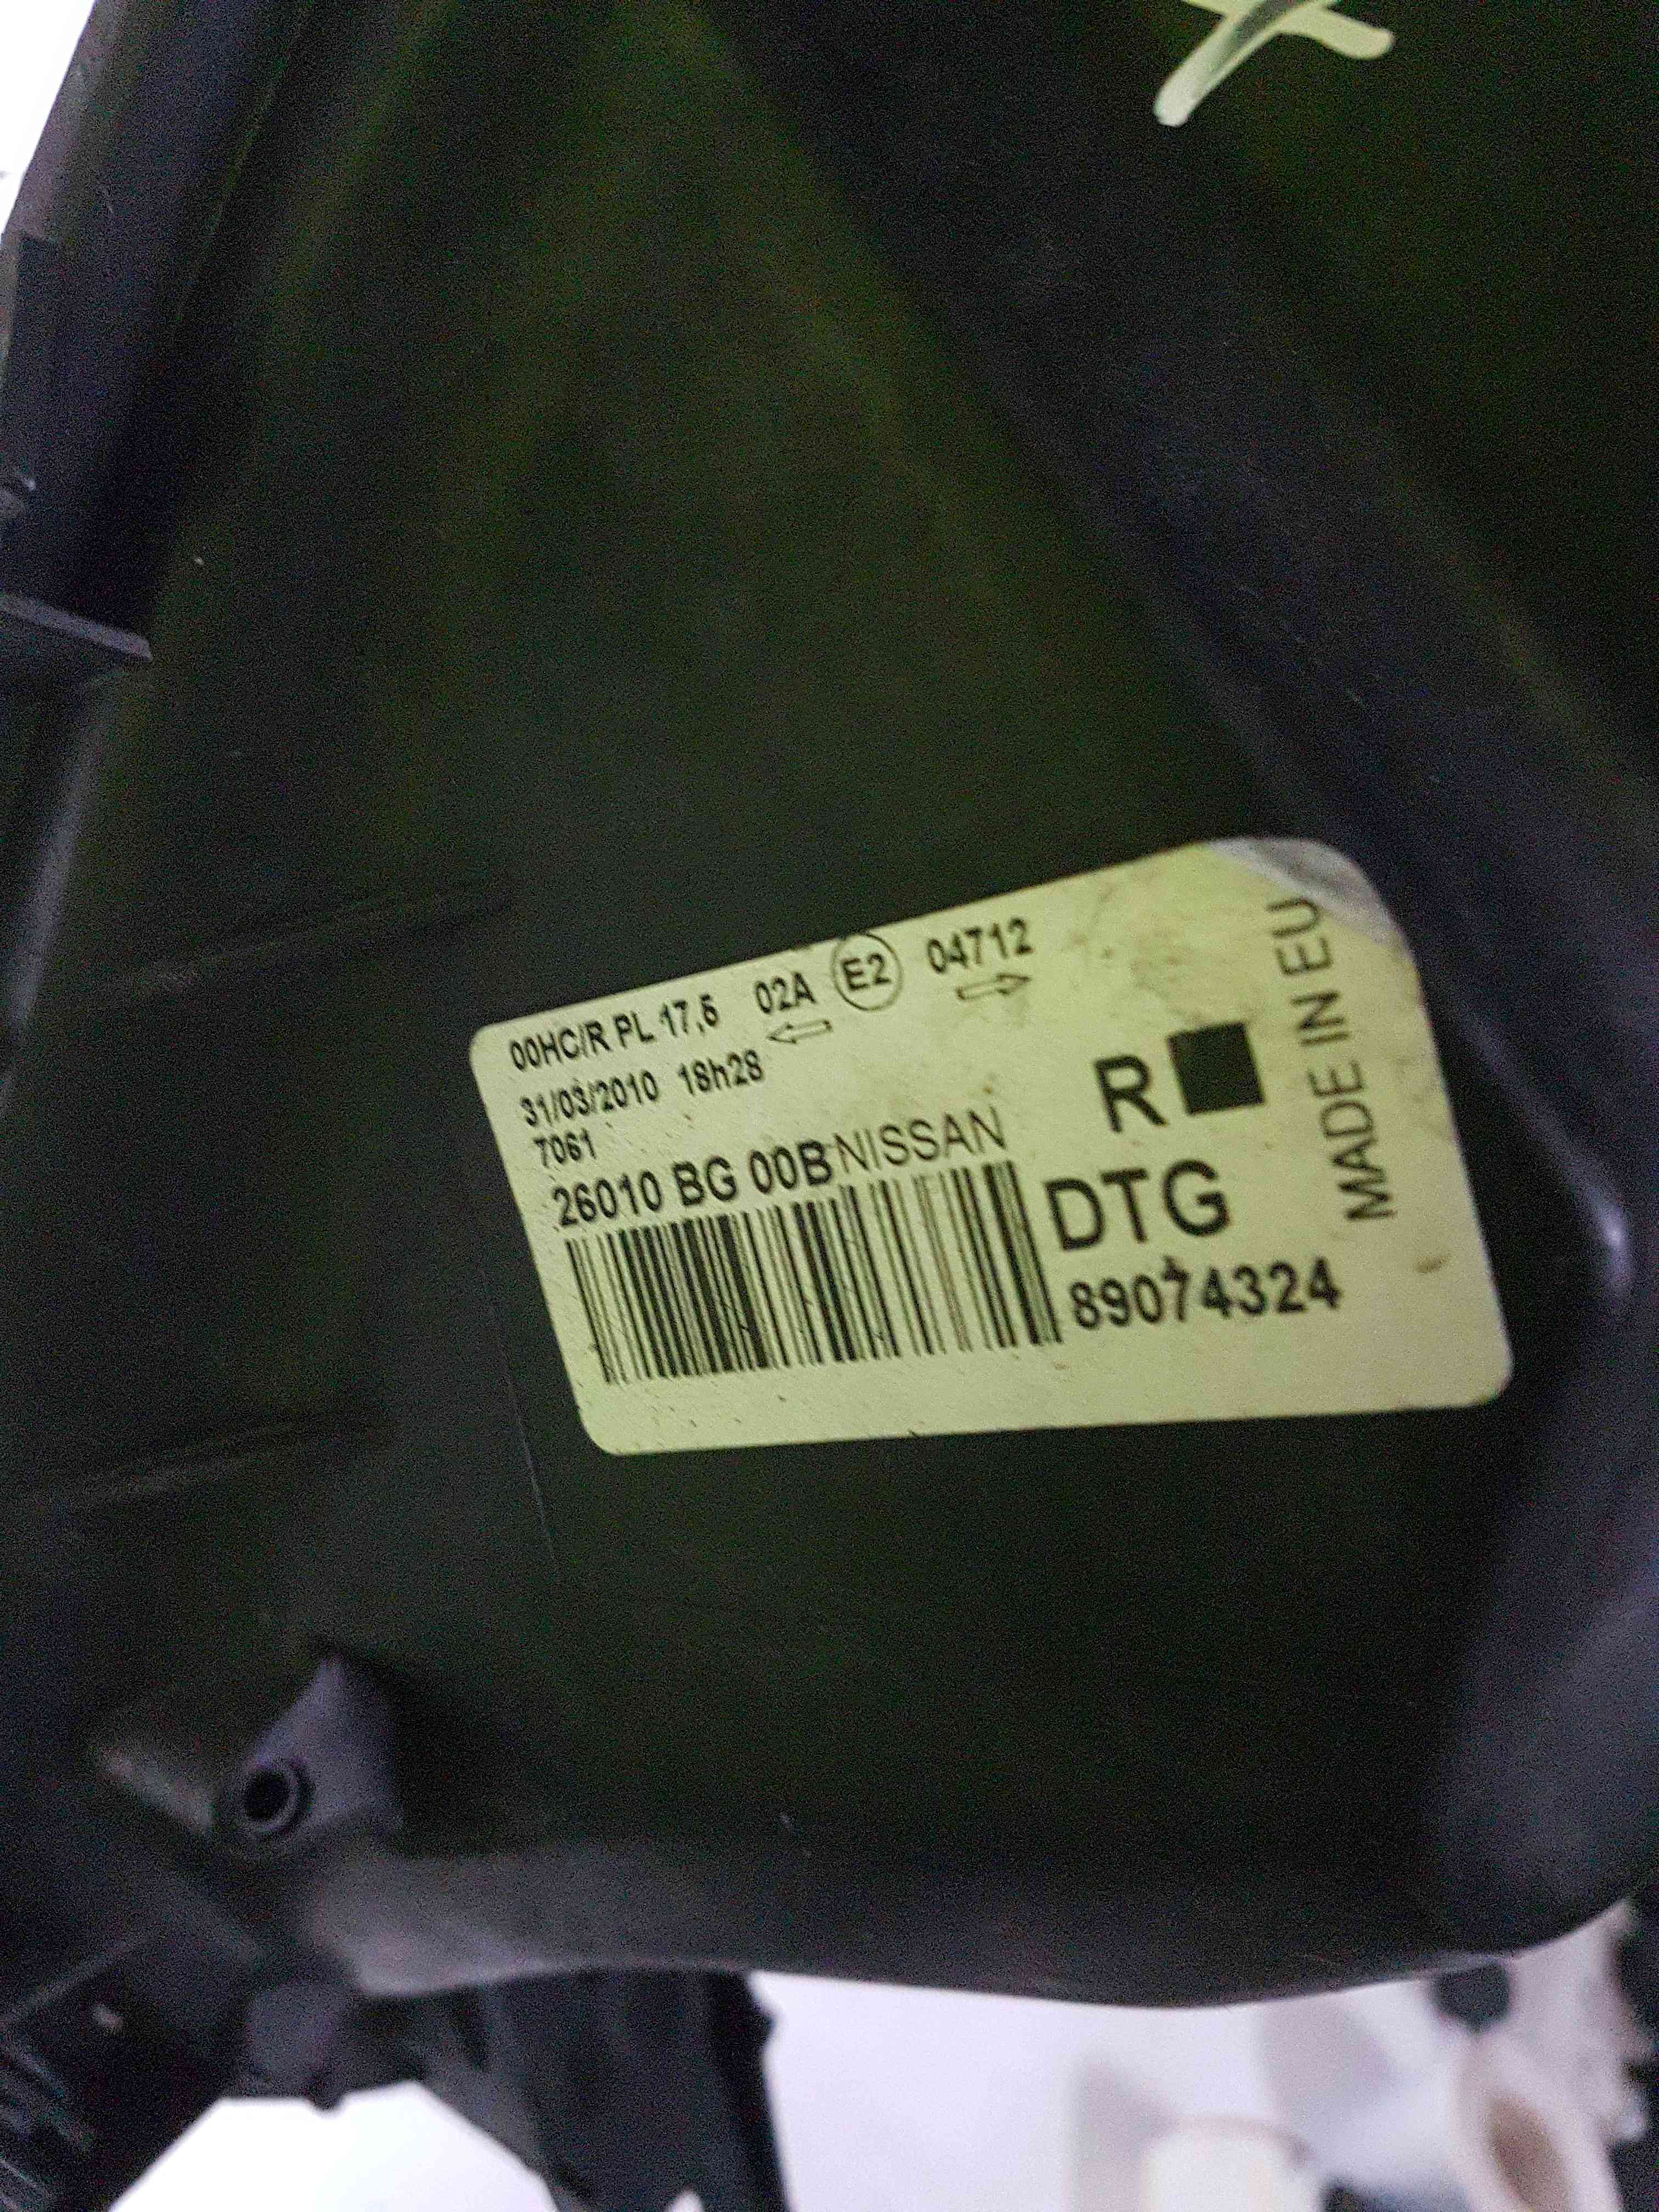 00HC/R PL 17,5 02A E2 04712
31/03/2010 18h28
7061
26010 BG 00B NISSAN
R
DTG
89074324
MADE IN EU